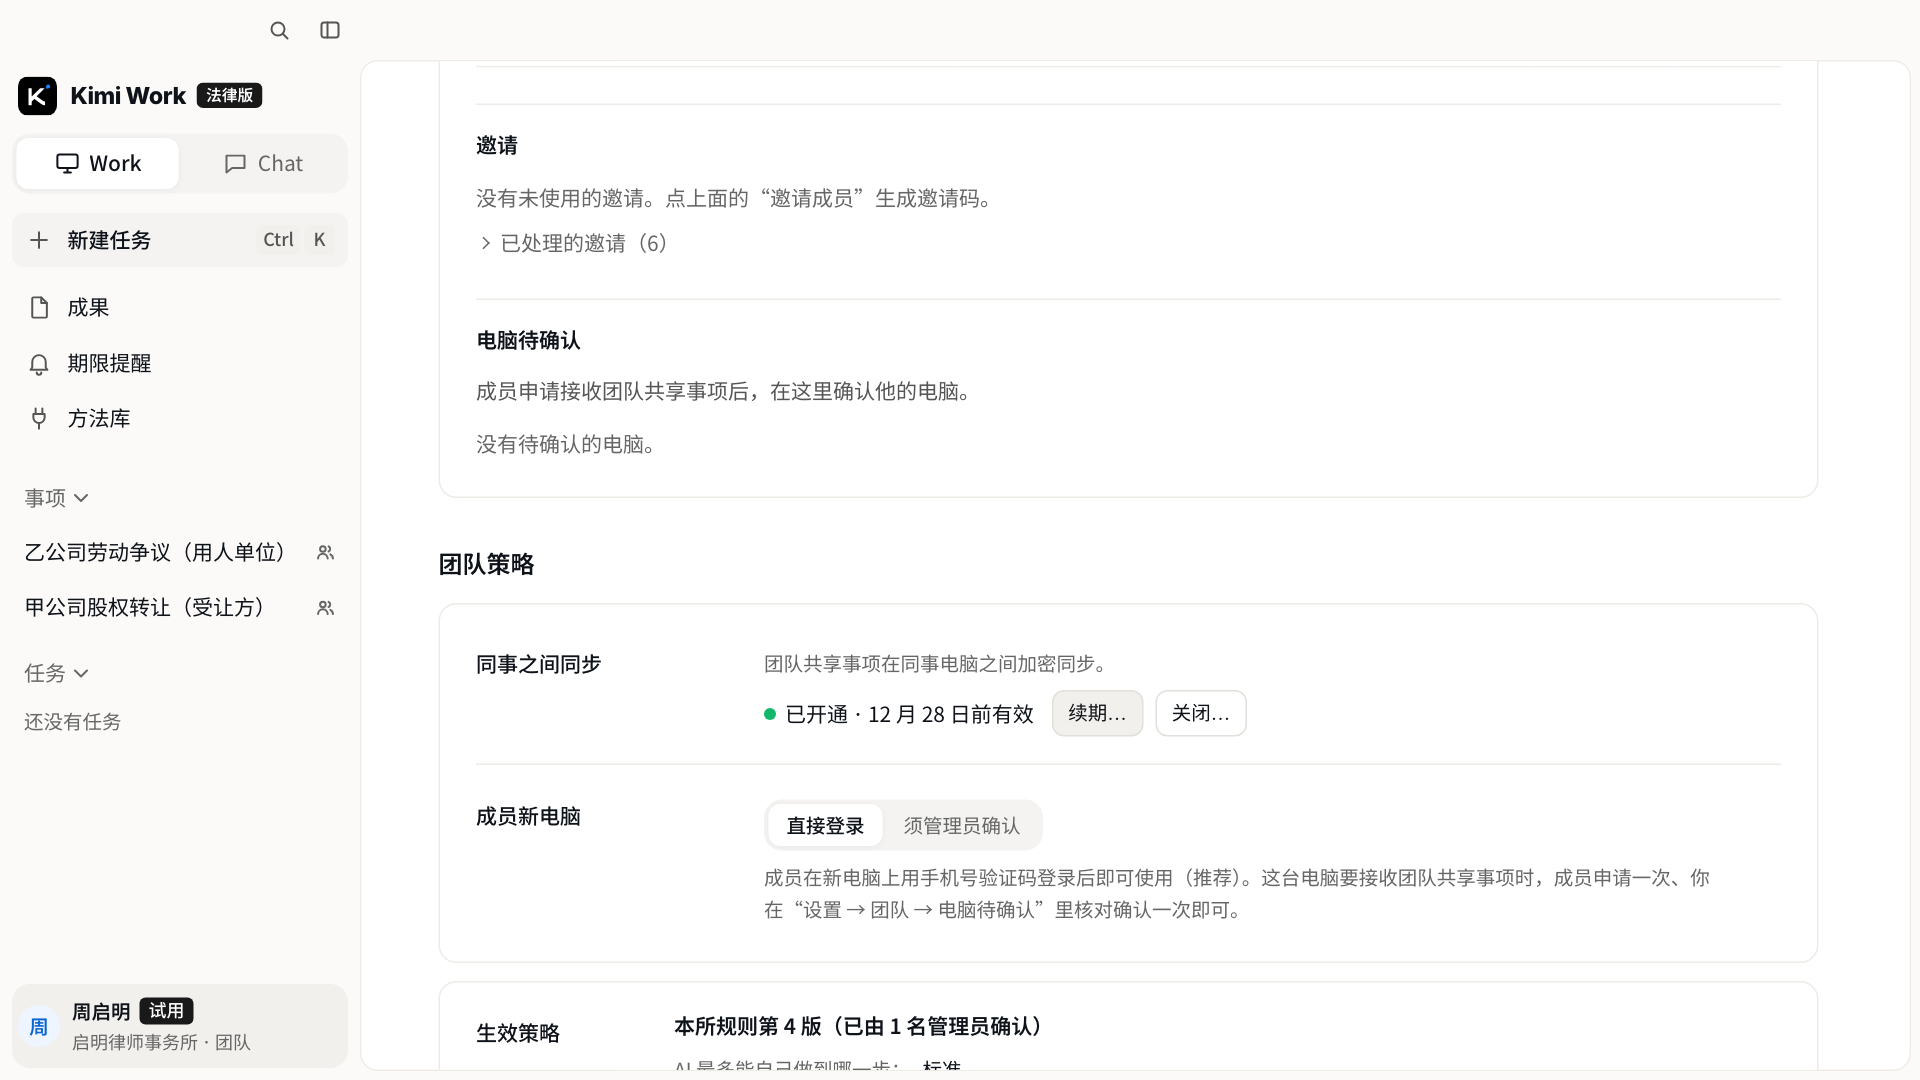 Kimi Work 法律版
Work
Chat
新建任务 Ctrl K
成果
期限提醒
方法库
事项
乙公司劳动争议（用人单位）
甲公司股权转让（受让方）
任务
还没有任务
周 周启明 试用
启明律师事务所 · 团队
邀请
没有未使用的邀请。点上面的“邀请成员”生成邀请码。
已处理的邀请（6）
电脑待确认
成员申请接收团队共享事项后，在这里确认他的电脑。
没有待确认的电脑。
团队策略
同事之间同步 团队共享事项在同事电脑之间加密同步。
已开通 · 12 月 28 日前有效 续期… 关闭…
成员新电脑 直接登录 须管理员确认
成员在新电脑上用手机号验证码登录后即可使用（推荐）。这台电脑要接收团队共享事项时，成员申请一次、你
在“设置 → 团队 → 电脑待确认”里核对确认一次即可。
生效策略 本所规则第 4 版（已由 1 名管理员确认）
AI 最多能自己做到哪一步： 标准